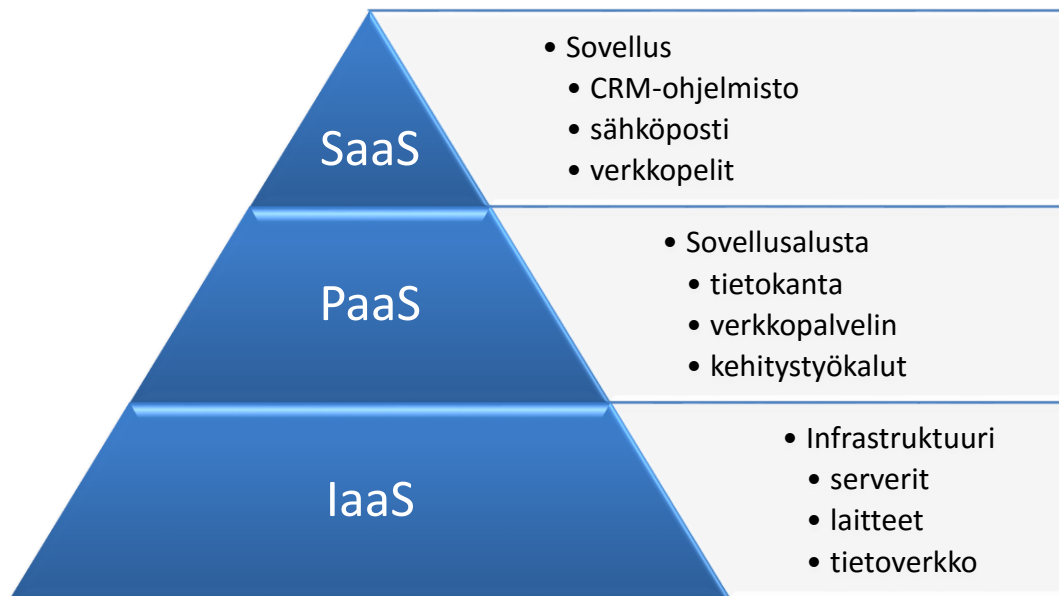 SaaS
• Sovellus
• CRM-ohjelmisto
• sähköposti
• verkkopelit
PaaS
• Sovellusalusta
• tietokanta
• verkkopalvelin
• kehitystyökalut
IaaS
• Infrastruktuuri
• serverit
• laitteet
• tietoverkko